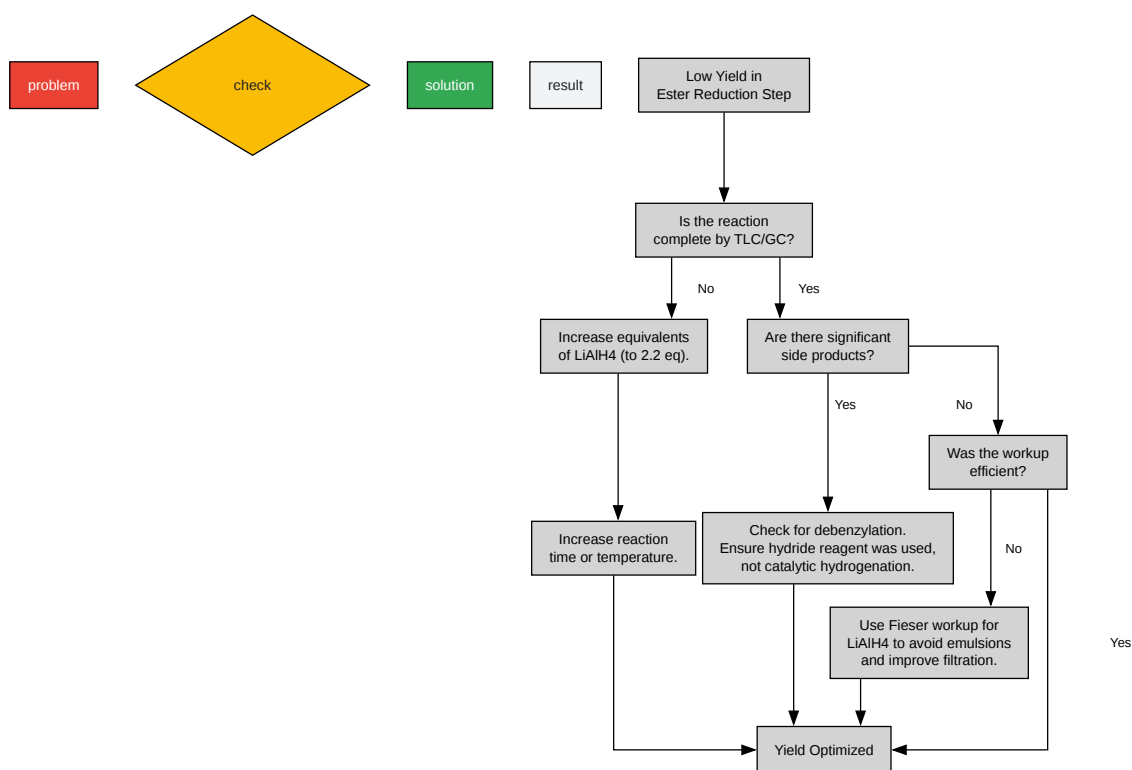 problem
check
solution
result
Low Yield in
Ester Reduction Step
Is the reaction
complete by TLC/GC?
No
Yes
Increase equivalents
of LiAlH4 (to 2.2 eq).
Are there significant
side products?
Yes
No
Was the workup
efficient?
Increase reaction
time or temperature.
Check for debenzylation.
Ensure hydride reagent was used,
not catalytic hydrogenation.
No
Use Fieser workup for
LiAlH4 to avoid emulsions
and improve filtration.
Yes
Yield Optimized